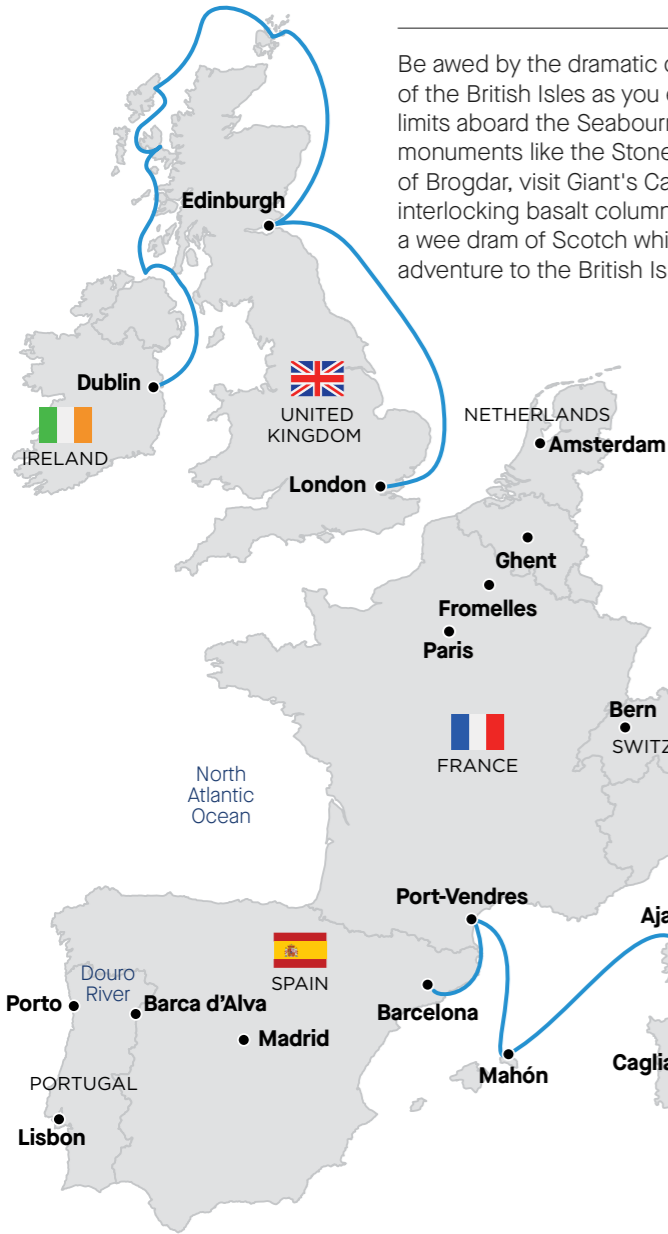 Be awed by the dramatic
of the British Isles as you
limits aboard the Seabourn
monuments like the Stone
of Brogdar, visit Giant's
interlocking basalt column
a wee dram of Scotch
adventure to the British
Edinburgh
Dublin
IRELAND
UNITED
KINGDOM
London
NETHERLANDS
Amsterdam
Ghent
Fromelles
Paris
Bern
SWITZ
FRANCE
North
Atlantic
Ocean
Port-Vendres
Aja
SPAIN
Douro
River
Porto
Barca d'Alva
Barcelona
Madrid
Mahón
Caglia
PORTUGAL
Lisbon